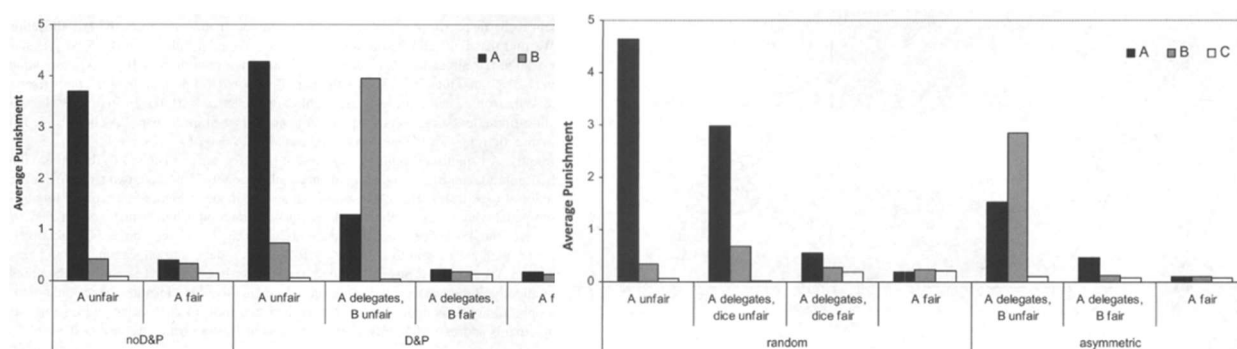 5
4
3
2
1
0
Average Punishment
A B
A unfair
A fair
A unfair
A delegates,
B unfair
A delegates,
B fair
A f
noD&P
D&P
5
4
3
2
1
0
Average Punishment
A B C
A unfair
A delegates,
dice unfair
A delegates,
dice fair
A fair
A delegates,
B unfair
A delegates,
B fair
A fair
random
asymmetric